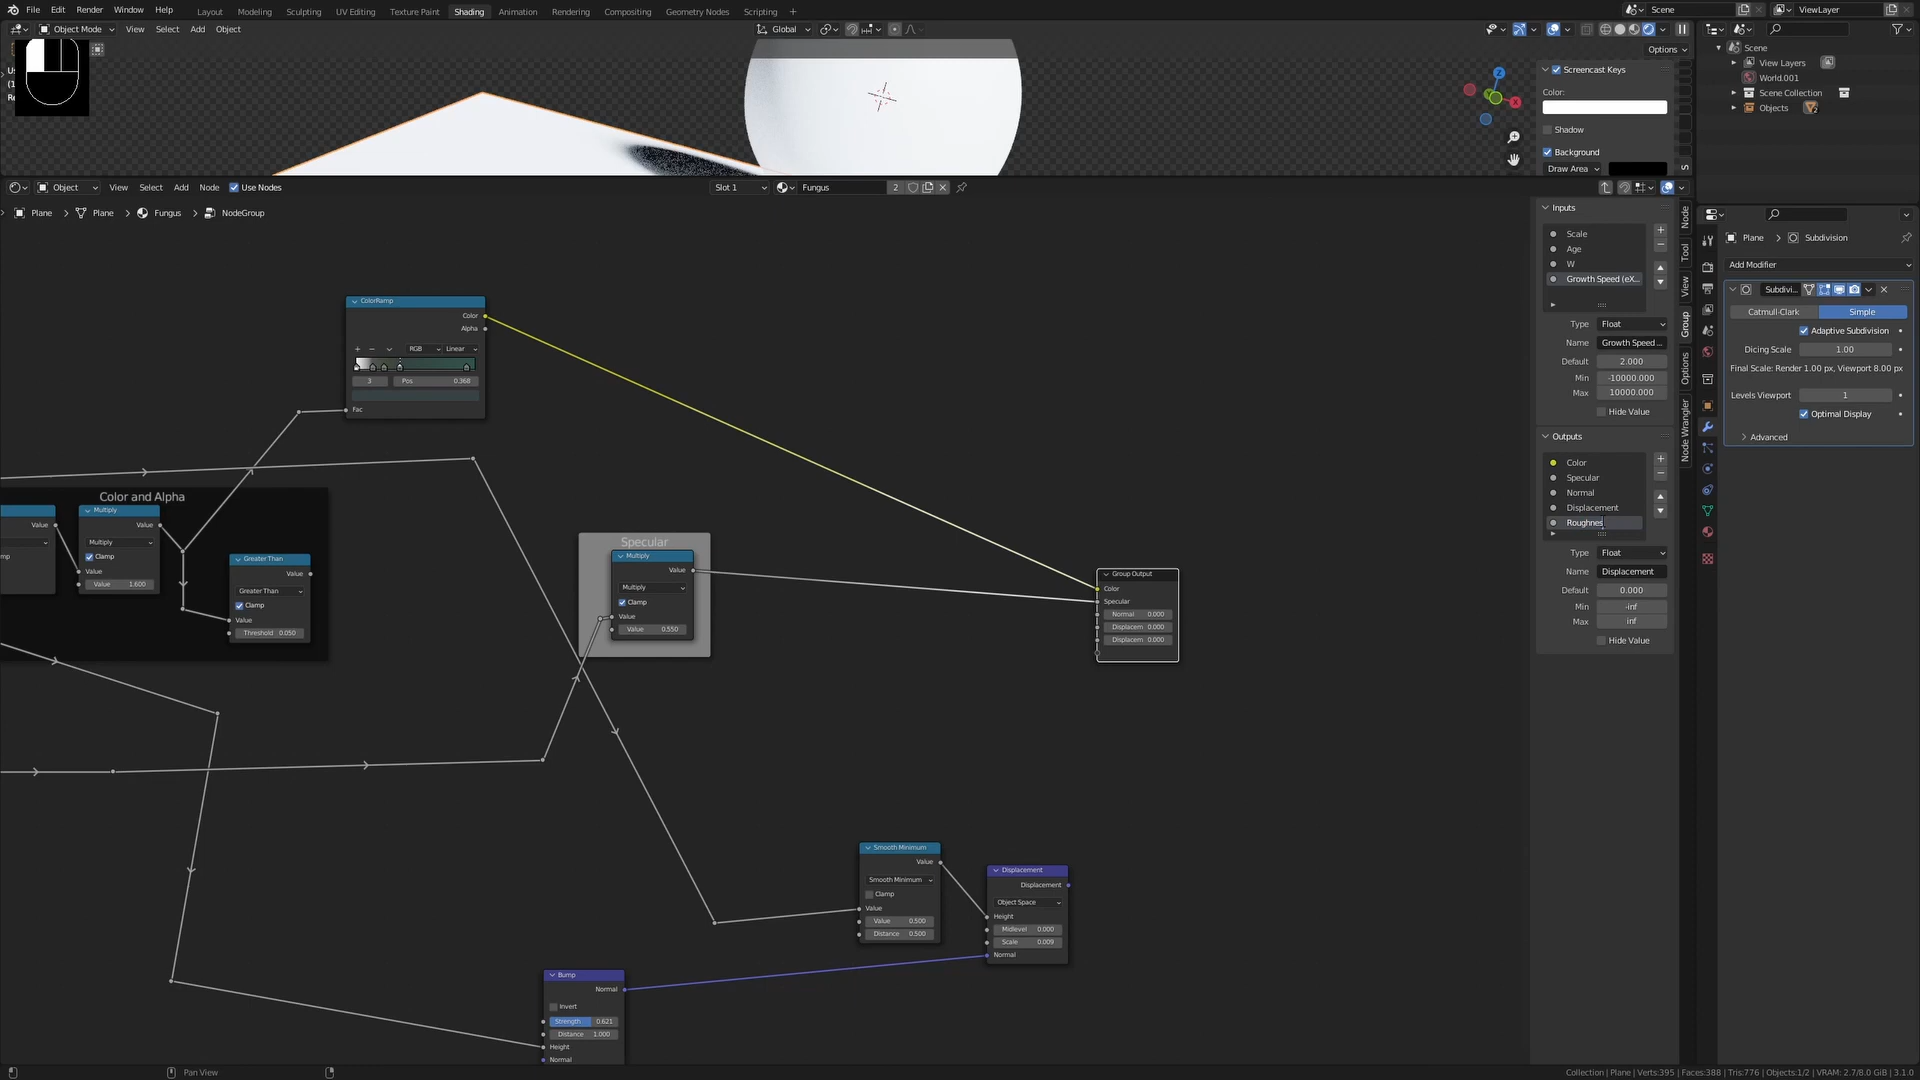 File Edit Render Window Help Layout Modeling Sculpting UV Editing Texture Paint Shading Animation Rendering Compositing Geometry Nodes Scripting + Scene ViewLayer
Object Mode View Select Add Object Global
Options
Screencast Keys
Color:
Shadow
Background
Draw Area
Scene
View Layers
World.001
Scene Collection
Objects
Object View Select Add Node Use Nodes Slot 1 Fungus 2
Plane > Plane > Fungus > NodeGroup
Node
Tool
View
Group
Options
Node Wrangler
Inputs
Scale
Age
W
Growth Speed (eX...
Type Float
Name Growth Speed ...
Default 2.000
Min -10000.000
Max 10000.000
Hide Value
Outputs
Color
Specular
Normal
Displacement
Roughnes
Type Float
Name Displacement
Default 0.000
Min -inf
Max inf
Hide Value
Plane > Subdivision
Add Modifier
Subdivi...
Catmull-Clark Simple
Adaptive Subdivision
Dicing Scale 1.00
Final Scale: Render 1.00 px, Viewport 8.00 px
Levels Viewport 1
Optimal Display
Advanced
ColorRamp
Color
Alpha
+ − RGB Linear
3 Pos 0.368
Fac
Color and Alpha
Value
Multiply
Value
Multiply
Clamp
Value
Value 1.600
Greater Than
Value
Greater Than
Clamp
Value
Threshold 0.050
Specular
Multiply
Value
Multiply
Clamp
Value
Value 0.550
Group Output
Color
Specular
Normal 0.000
Displacem 0.000
Displacem 0.000
Smooth Minimum
Value
Smooth Minimum
Clamp
Value
Value 0.500
Distance 0.500
Displacement
Displacement
Object Space
Height
Midlevel 0.000
Scale 0.009
Normal
Bump
Normal
Invert
Strength 0.621
Distance 1.000
Height
Normal
Pan View
Collection | Plane | Verts:395 | Faces:388 | Tris:776 | Objects:1/2 | VRAM: 2.7/8.0 GiB | 3.1.0